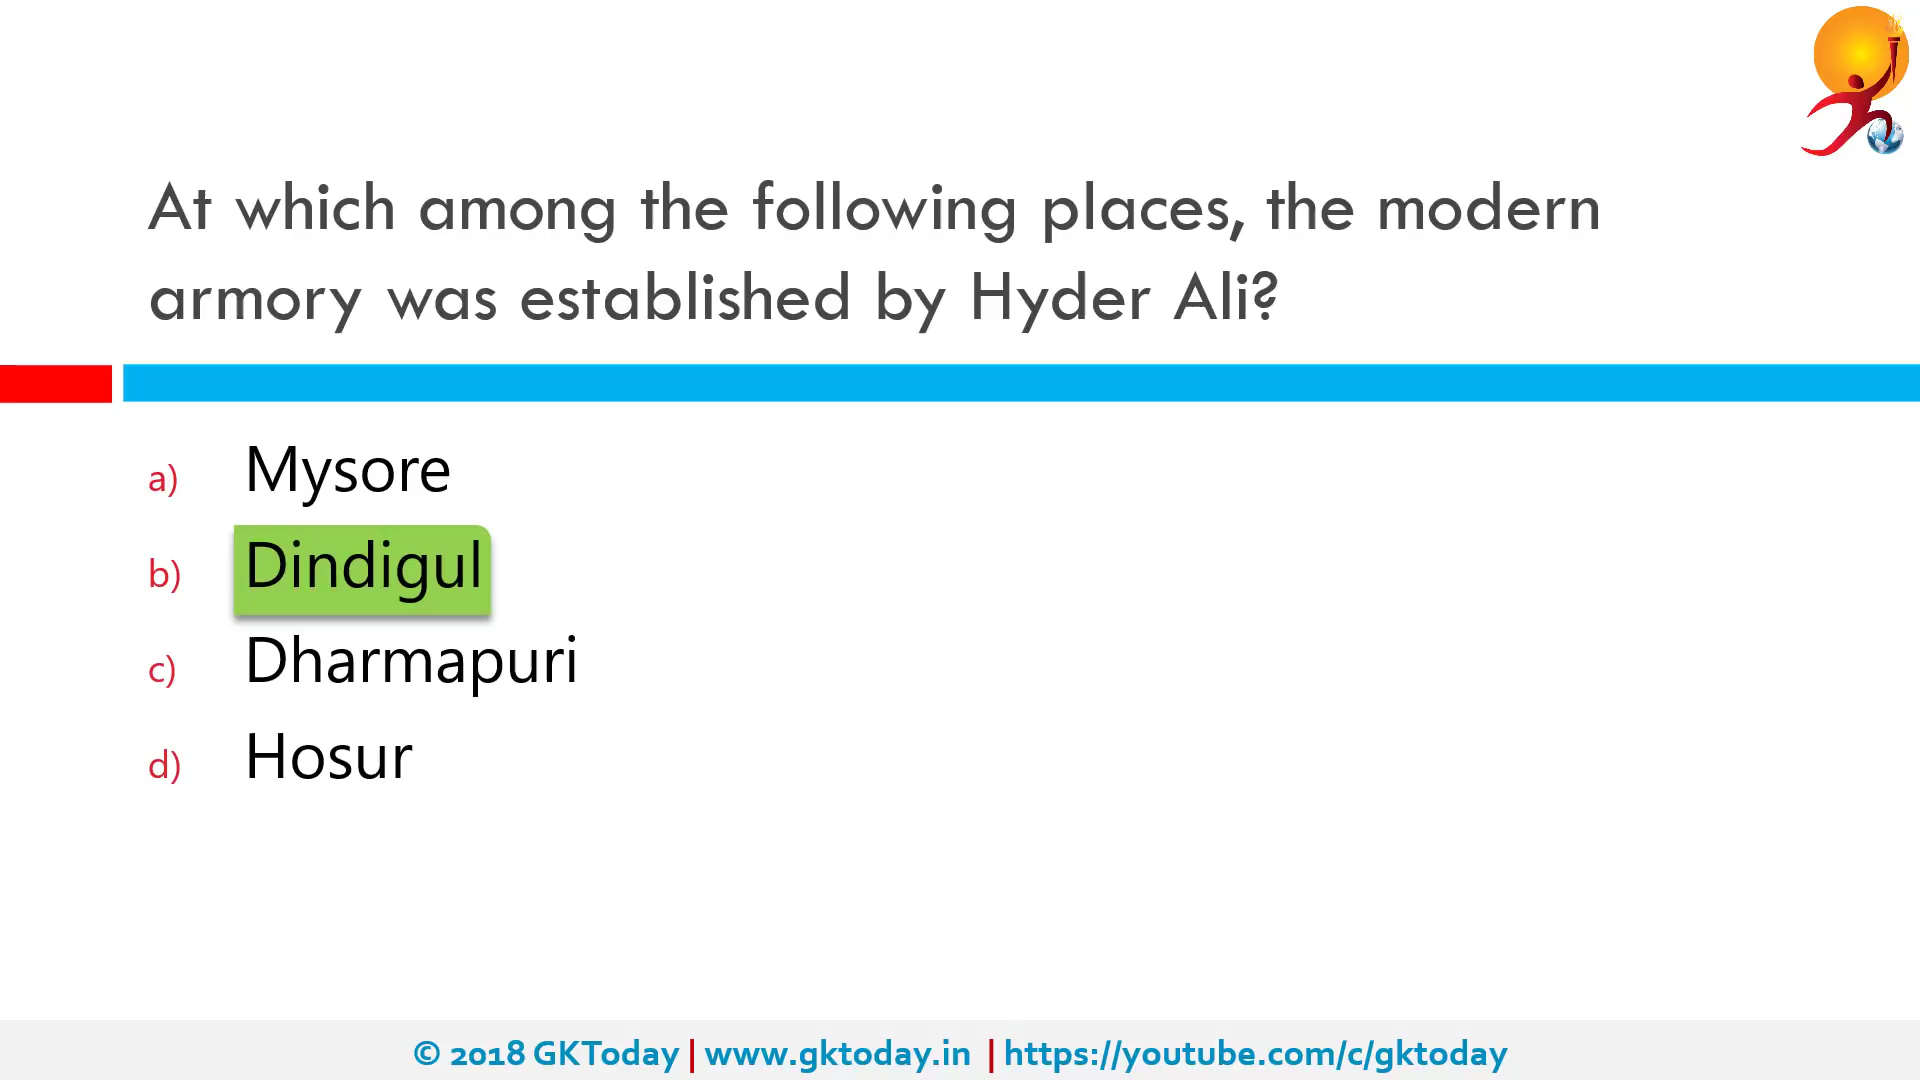 At which among the following places, the modern
armory was established by Hyder Ali?
a) Mysore
b) Dindigul
c) Dharmapuri
d) Hosur
© 2018 GKToday | www.gktoday.in | https://youtube.com/c/gktoday